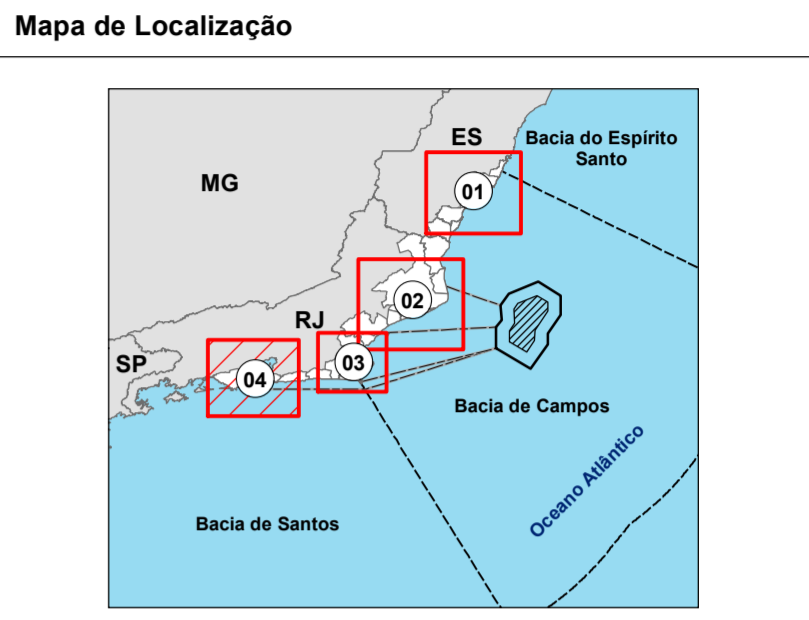 Mapa de Localização
ES
Bacia do Espírito
Santo
MG
01
02
RJ
SP
03
04
Bacia de Campos
Oceano Atlântico
Bacia de Santos